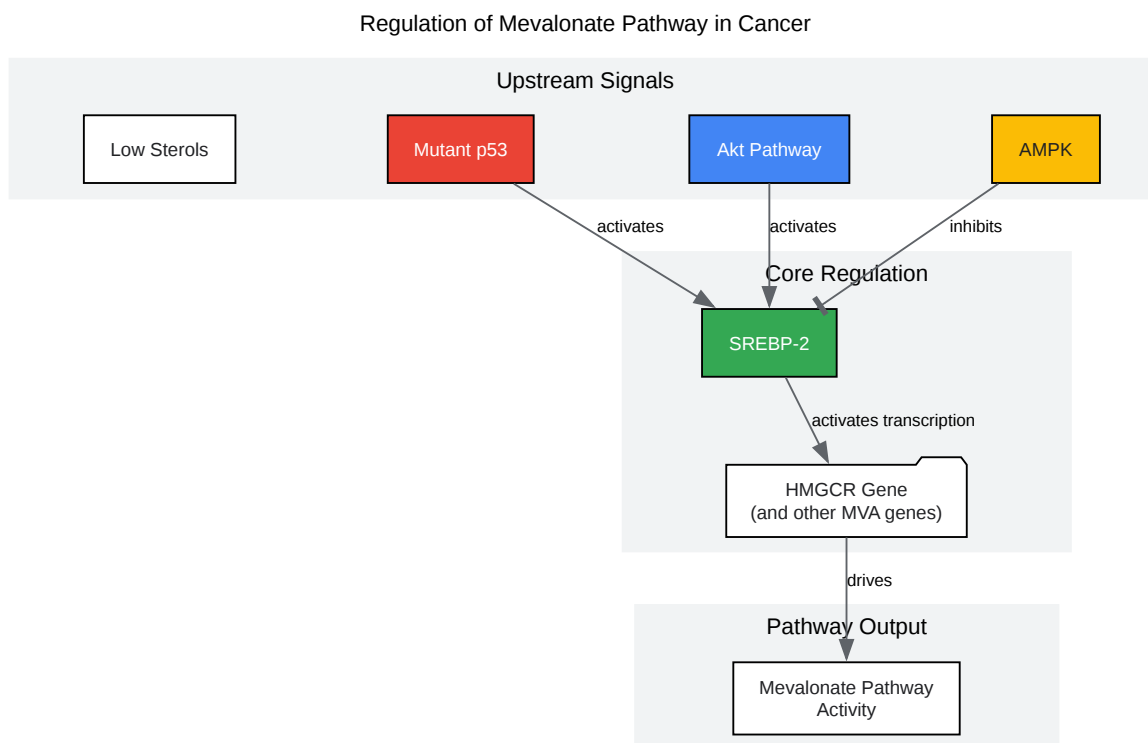 Regulation of Mevalonate Pathway in Cancer
Upstream Signals
Low Sterols
Mutant p53
Akt Pathway
AMPK
activates
activates
inhibits
Core Regulation
SREBP-2
activates transcription
HMGCR Gene
(and other MVA genes)
drives
Pathway Output
Mevalonate Pathway
Activity